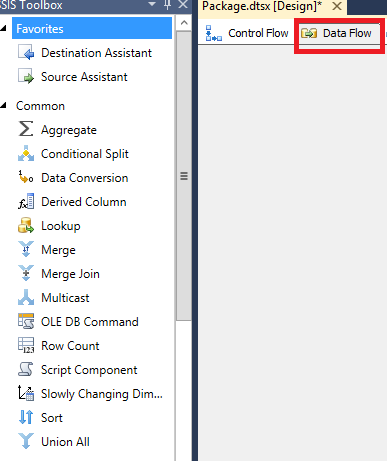 SSIS Toolbox
Package.dtsx [Design]*
Control Flow
Data Flow
Favorites
Destination Assistant
Source Assistant
Common
Aggregate
Conditional Split
Data Conversion
Derived Column
Lookup
Merge
Merge Join
Multicast
OLE DB Command
Row Count
Script Component
Slowly Changing Dim...
Sort
Union All